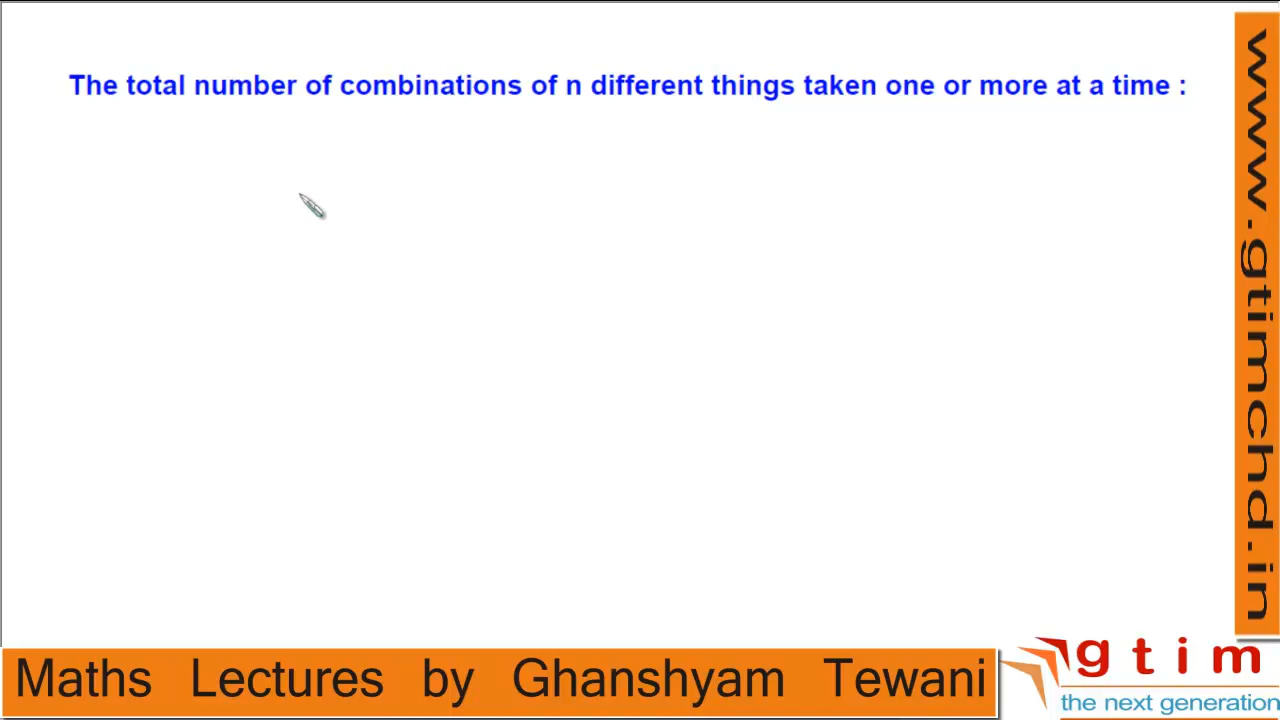 The total number of combinations of n different things taken one or more at a time :
www.gtimchd.in
Maths Lectures by Ghanshyam Tewani
gtim
the next generation